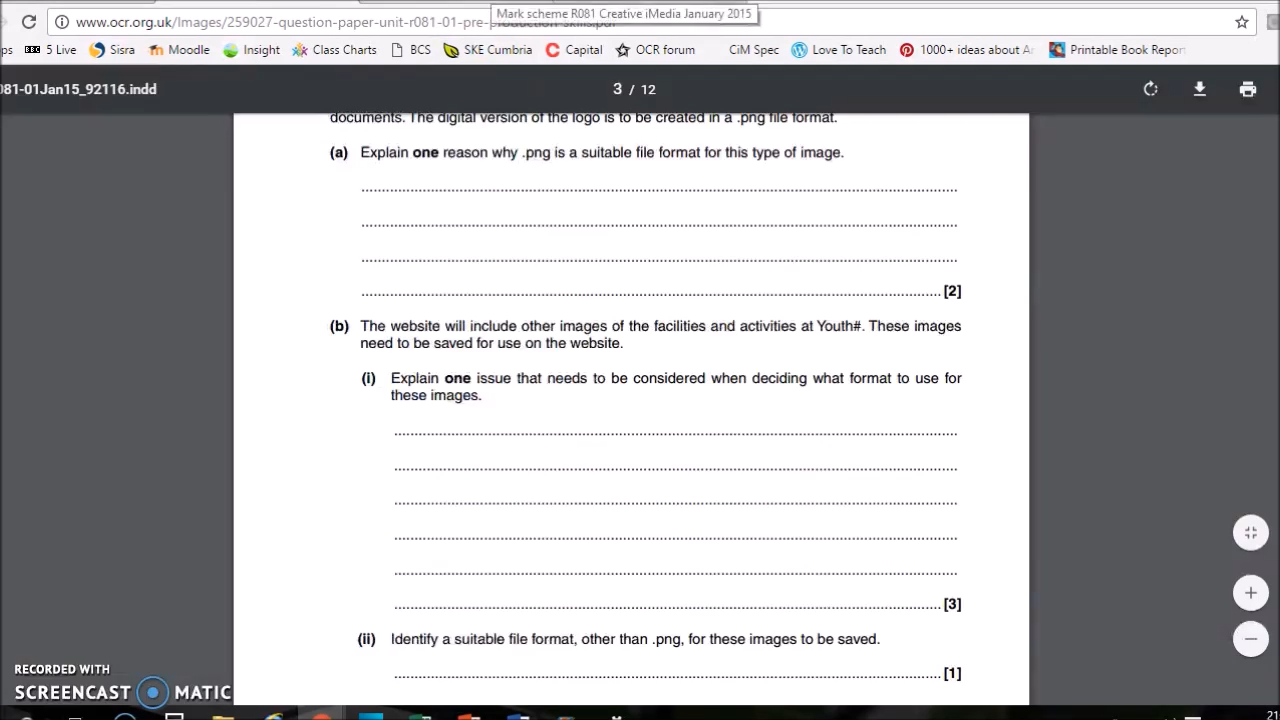 Mark scheme R081 Creative iMedia January 2015
www.ocr.org.uk/Images/259027-question-paper-unit-r081-01-pre-production-skills.pdf
ps 5 Live Sisra Moodle Insight Class Charts BCS SKE Cumbria Capital OCR forum CiM Spec Love To Teach 1000+ ideas about Ar Printable Book Repor
081-01Jan15_92116.indd 3 / 12
documents. The digital version of the logo is to be created in a .png file format.
(a) Explain one reason why .png is a suitable file format for this type of image.
[2]
(b) The website will include other images of the facilities and activities at Youth#. These images
need to be saved for use on the website.
(i) Explain one issue that needs to be considered when deciding what format to use for
these images.
[3]
(ii) Identify a suitable file format, other than .png, for these images to be saved.
[1]
RECORDED WITH
SCREENCAST MATIC
21